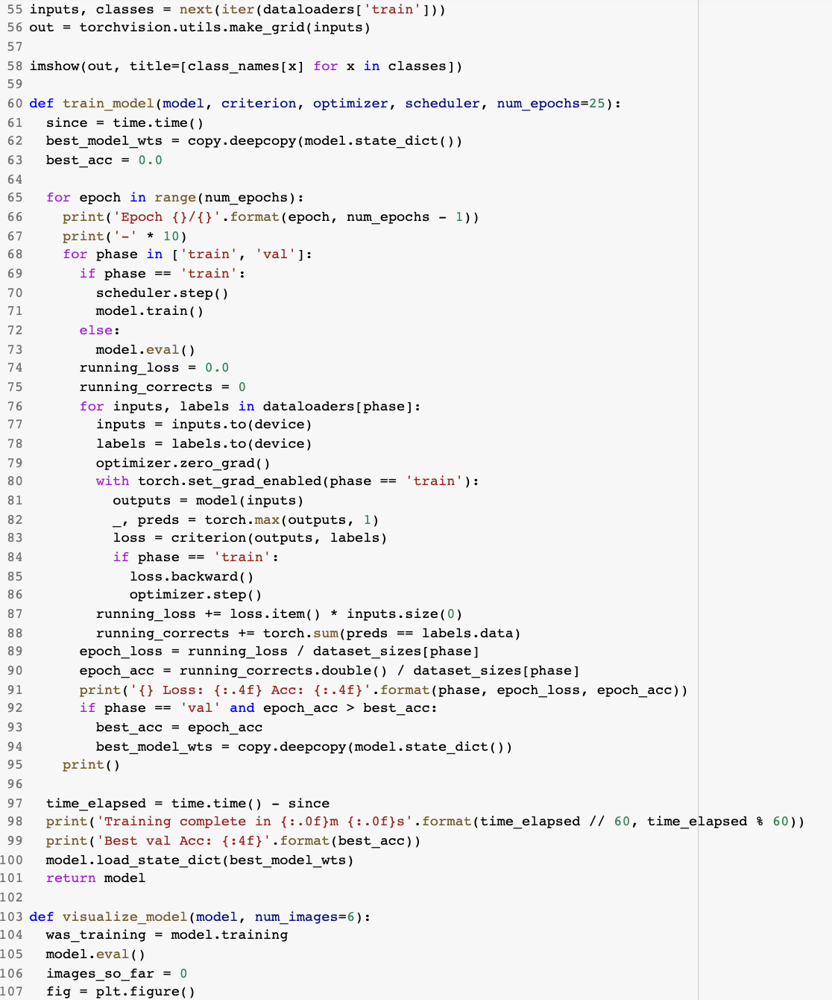 55 inputs, classes = next(iter(dataloaders['train']))
56 out = torchvision.utils.make_grid(inputs)
57
58 imshow(out, title=[class_names[x] for x in classes])
59
60 def train_model(model, criterion, optimizer, scheduler, num_epochs=25):
61   since = time.time()
62   best_model_wts = copy.deepcopy(model.state_dict())
63   best_acc = 0.0
64
65   for epoch in range(num_epochs):
66     print('Epoch {}/{}'.format(epoch, num_epochs - 1))
67     print('-' * 10)
68     for phase in ['train', 'val']:
69       if phase == 'train':
70         scheduler.step()
71         model.train()
72       else:
73         model.eval()
74       running_loss = 0.0
75       running_corrects = 0
76       for inputs, labels in dataloaders[phase]:
77         inputs = inputs.to(device)
78         labels = labels.to(device)
79         optimizer.zero_grad()
80         with torch.set_grad_enabled(phase == 'train'):
81           outputs = model(inputs)
82           _, preds = torch.max(outputs, 1)
83           loss = criterion(outputs, labels)
84           if phase == 'train':
85             loss.backward()
86             optimizer.step()
87         running_loss += loss.item() * inputs.size(0)
88         running_corrects += torch.sum(preds == labels.data)
89       epoch_loss = running_loss / dataset_sizes[phase]
90       epoch_acc = running_corrects.double() / dataset_sizes[phase]
91       print('{} Loss: {:.4f} Acc: {:.4f}'.format(phase, epoch_loss, epoch_acc))
92       if phase == 'val' and epoch_acc > best_acc:
93         best_acc = epoch_acc
94         best_model_wts = copy.deepcopy(model.state_dict())
95     print()
96
97   time_elapsed = time.time() - since
98   print('Training complete in {:.0f}m {:.0f}s'.format(time_elapsed // 60, time_elapsed % 60))
99   print('Best val Acc: {:4f}'.format(best_acc))
100   model.load_state_dict(best_model_wts)
101   return model
102
103 def visualize_model(model, num_images=6):
104   was_training = model.training
105   model.eval()
106   images_so_far = 0
107   fig = plt.figure()